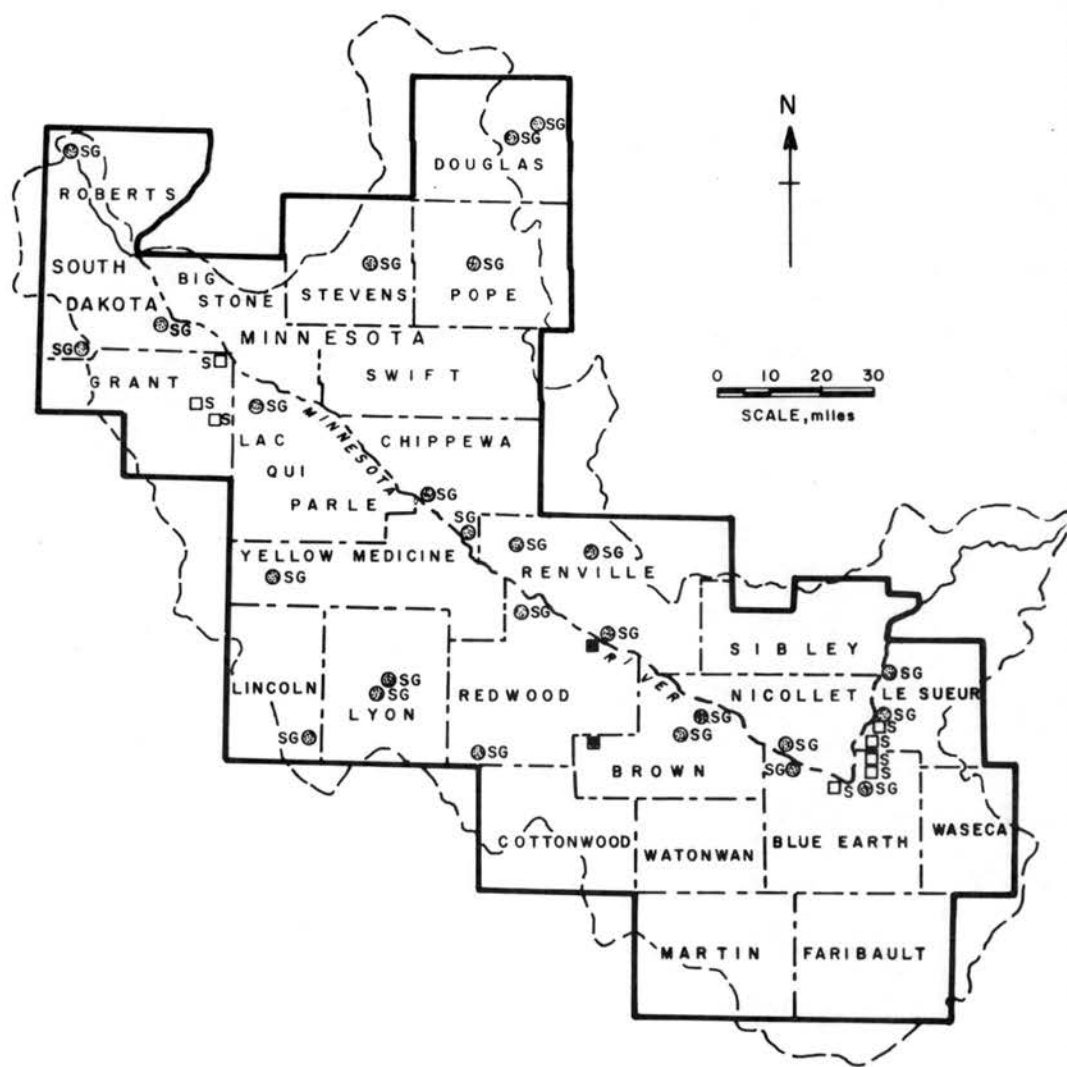 N
SG
DOUGLAS
SG
ROBERTS
SOUTH
DAKOTA
BIG
STONE
SG
STEVENS
SG
POPE
SG
MINNESOTA
SG
S
GRANT
SWIFT
0 10 20 30
SCALE, miles
S
S
SG
LAC
QUI
PARLE
MINNESOTA
CHIPPEWA
SG
SG
YELLOW MEDICINE
SG
SG
RENVILLE
SG
SG
SG
RIVER
SIBLEY
SG
LINCOLN
SG
SG
LYON
REDWOOD
NICOLLET
LE SUEUR
SG
SG
SG
SG
SG
S
S
S
S
SG
SG
BROWN
S
SG
COTTONWOOD
WATONWAN
BLUE EARTH
WASECA
MARTIN
FARIBAULT